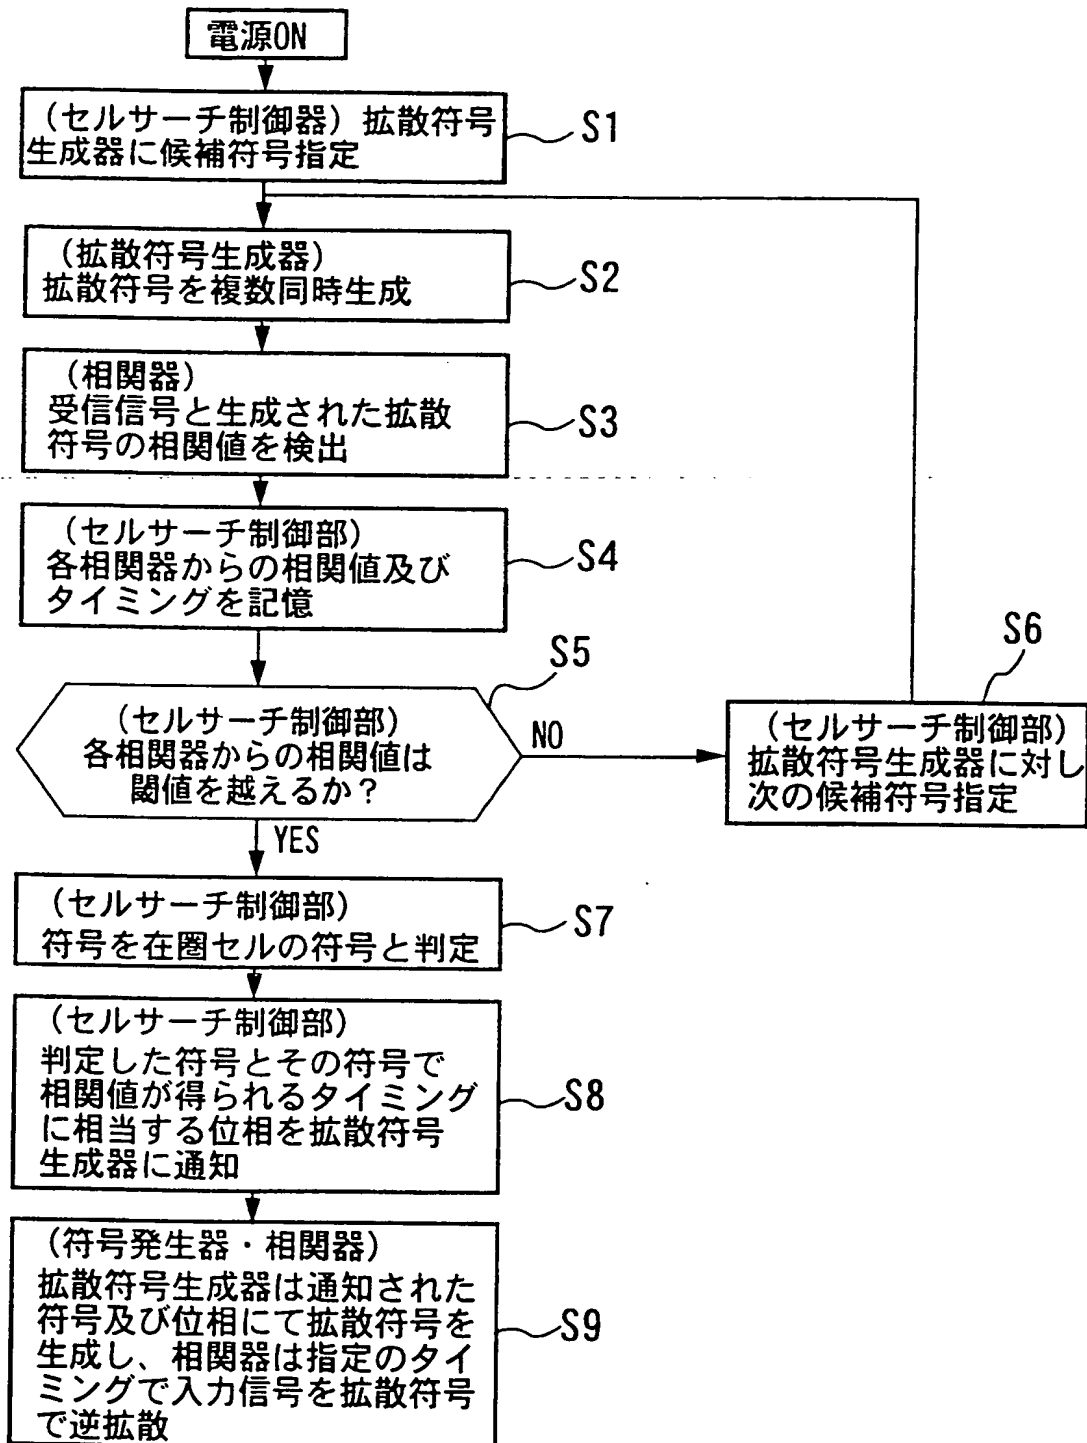 電源ON
(セルサーチ制御器)拡散符号
生成器に候補符号指定
S1
(拡散符号生成器)
拡散符号を複数同時生成
S2
(相関器)
受信信号と生成された拡散
符号の相関値を検出
S3
(セルサーチ制御部)
各相関器からの相関値及び
タイミングを記憶
S4
(セルサーチ制御部)
各相関器からの相関値は
閾値を越えるか?
S5
NO
YES
(セルサーチ制御部)
拡散符号生成器に対し
次の候補符号指定
S6
(セルサーチ制御部)
符号を在圏セルの符号と判定
S7
(セルサーチ制御部)
判定した符号とその符号で
相関値が得られるタイミング
に相当する位相を拡散符号
生成器に通知
S8
(符号発生器・相関器)
拡散符号生成器は通知された
符号及び位相にて拡散符号を
生成し、相関器は指定のタイ
ミングで入力信号を拡散符号
で逆拡散
S9